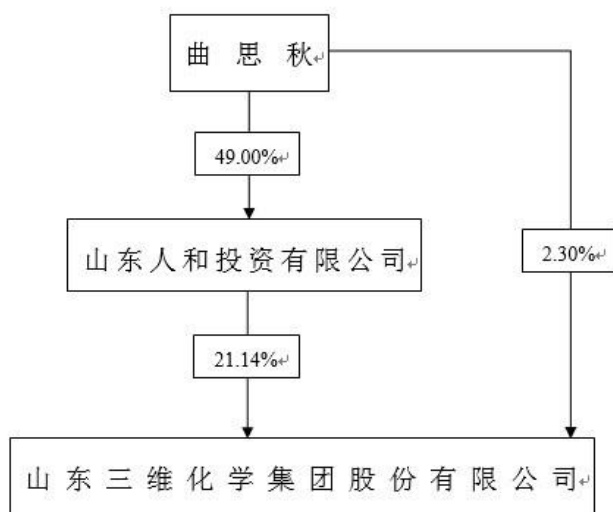 曲思秋
49.00%
山东人和投资有限公司
2.30%
21.14%
山东三维化学集团股份有限公司